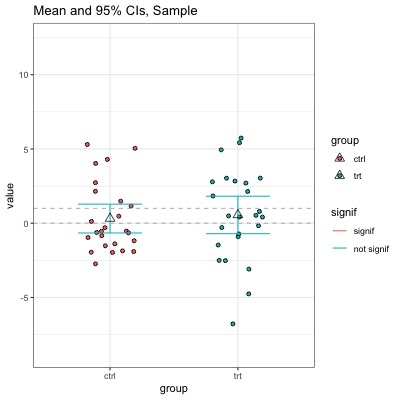 Mean and 95% CIs, Sample
10
5
0
-5
value
ctrl
trt
group
group
ctrl
trt
signif
signif
not signif